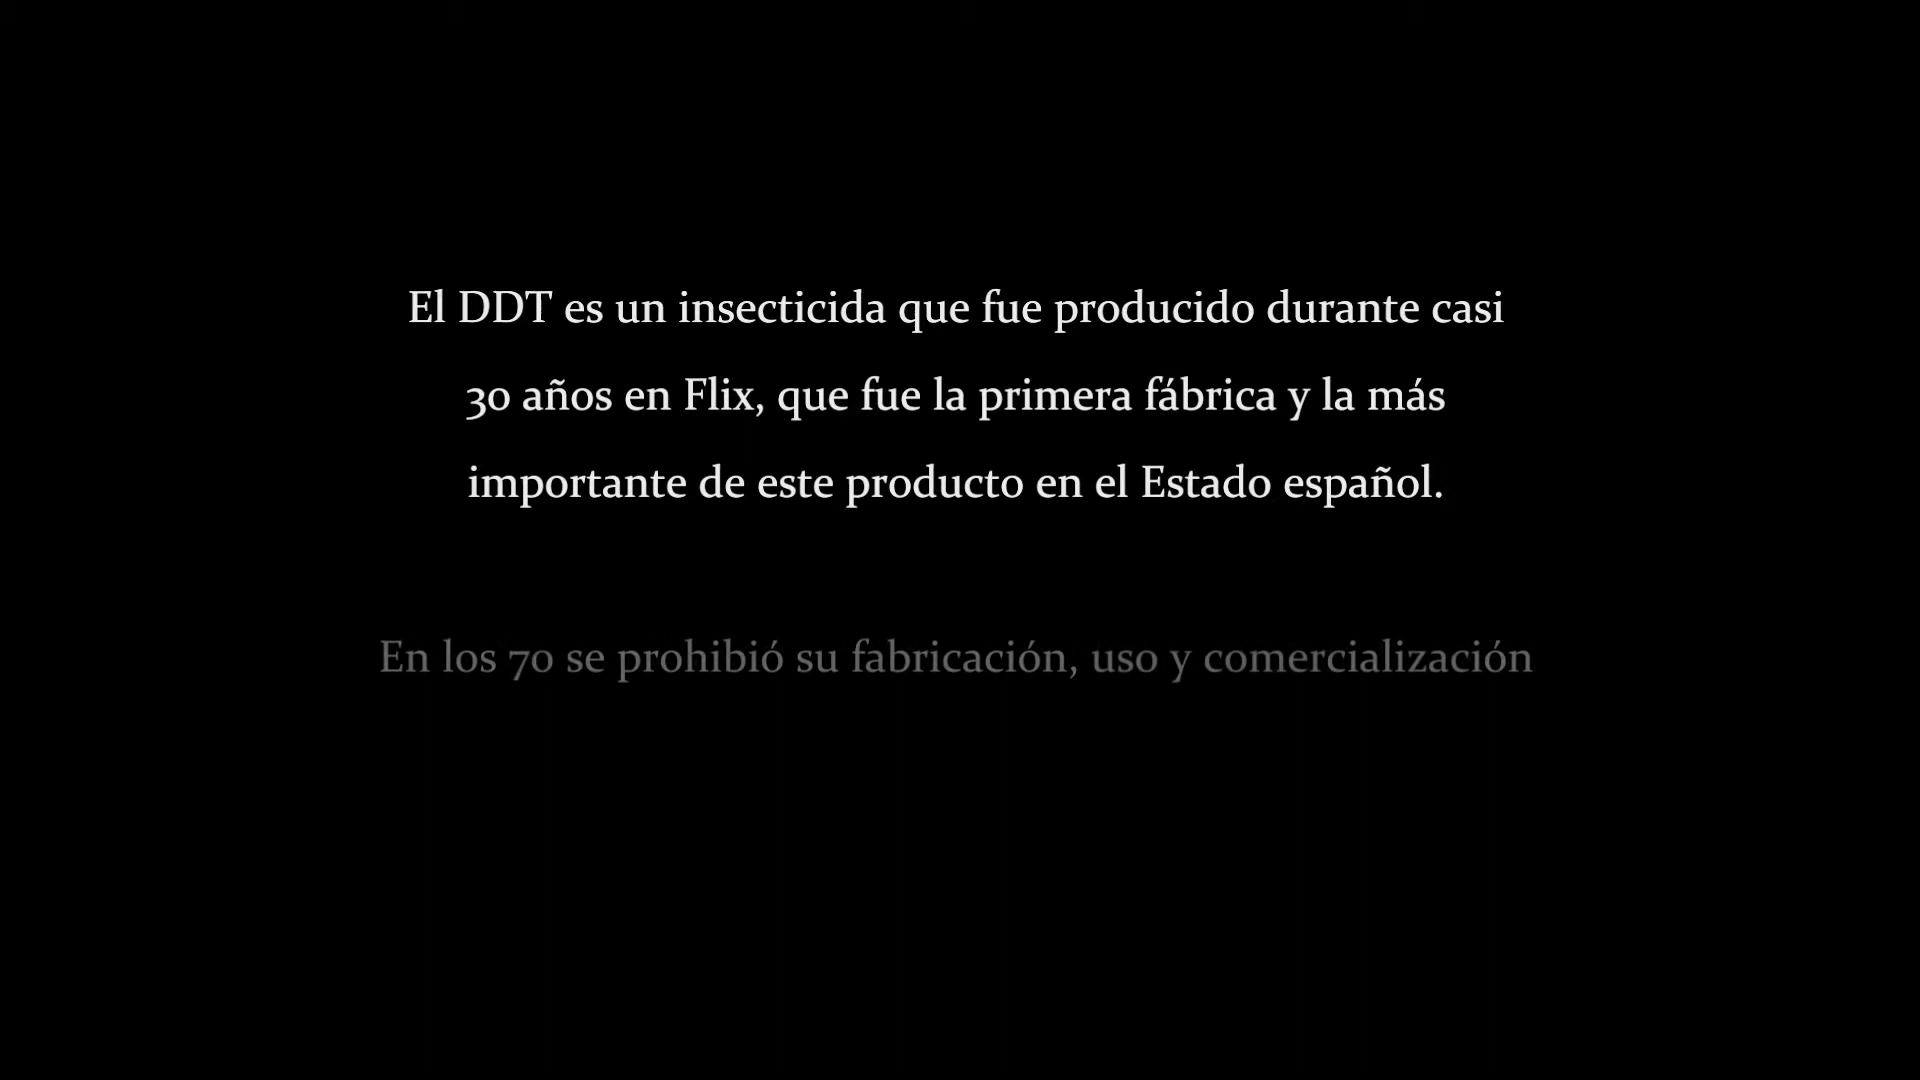 El DDT es un insecticida que fue producido durante casi
30 años en Flix, que fue la primera fábrica y la más
importante de este producto en el Estado español.
En los 70 se prohibió su fabricación, uso y comercialización